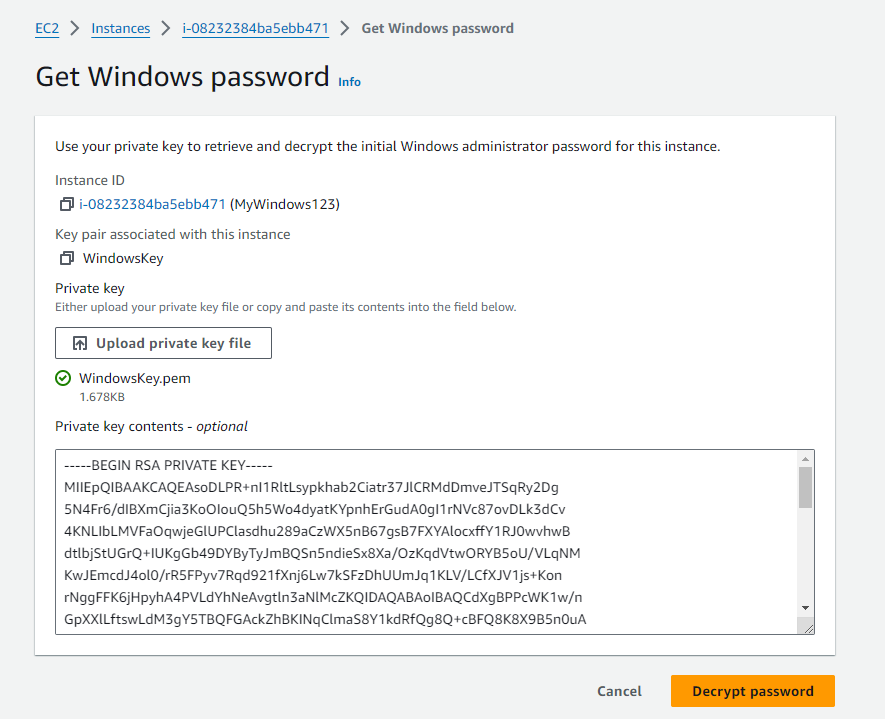 EC2 > Instances > i-08232384ba5ebb471 > Get Windows password
Get Windows password Info
Use your private key to retrieve and decrypt the initial Windows administrator password for this instance.
Instance ID
i-08232384ba5ebb471 (MyWindows123)
Key pair associated with this instance
WindowsKey
Private key
Either upload your private key file or copy and paste its contents into the field below.
Upload private key file
WindowsKey.pem
1.678KB
Private key contents - optional
-----BEGIN RSA PRIVATE KEY-----
MIIEpQIBAAKCAQEAsoDLPR+nI1RltLsypkhab2Ciatr37JlCRMdDmveJTSqRy2Dg
5N4Fr6/dIBXmCjia3KoOIouQ5h5Wo4dyatKYpnhErGudA0gI1rNVc87ovDLk3dCv
4KNLIbLMVFaOqwjeGlUPClasdhu289aCzWX5nB67gsB7FXYAlocxffY1RJ0wvhwB
dtlbjStUGrQ+IUKgGb49DYByTyJmBQSn5ndieSx8Xa/OzKqdVtwORYB5oU/VLqNM
KwJEmcdJ4ol0/rR5FPyv7Rqd921fXnj6Lw7kSFzDhUUmJq1KLV/LCfXJV1js+Kon
rNggFFK6jHpyhA4PVLdYhNeAvgtln3aNlMcZKQIDAQABAoIBAQCdXgBPPcWK1w/n
GpXXlLftswLdM3gY5TBQFGAckZhBKINqClmaS8Y1kdRfQg8Q+cBFQ8K8X9B5n0uA
Cancel
Decrypt password